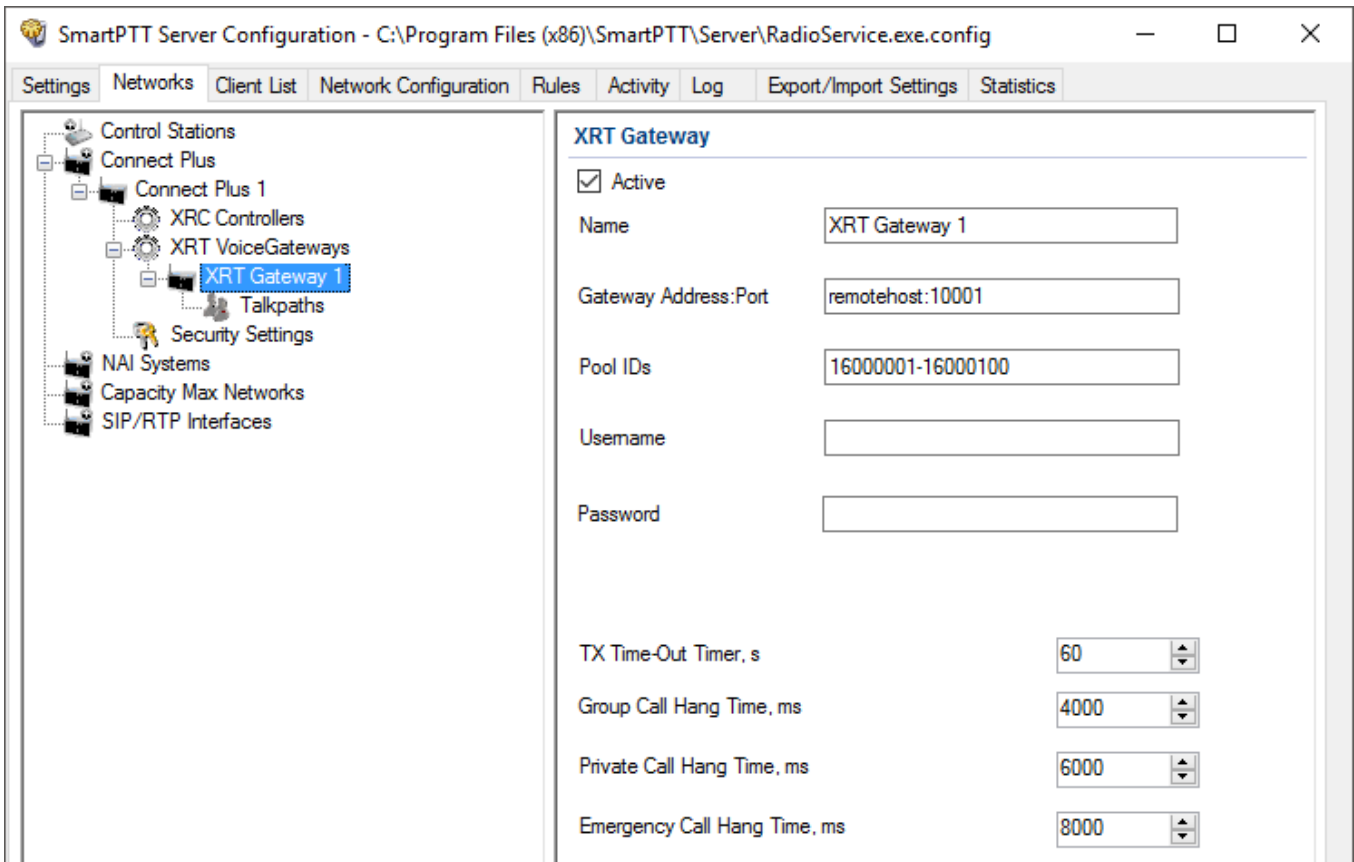 SmartPTT Server Configuration - C:\Program Files (x86)\SmartPTT\Server\RadioService.exe.config
Settings Networks Client List Network Configuration Rules Activity Log Export/Import Settings Statistics
Control Stations
Connect Plus
Connect Plus 1
XRC Controllers
XRT VoiceGateways
XRT Gateway 1
Talkpaths
Security Settings
NAI Systems
Capacity Max Networks
SIP/RTP Interfaces
XRT Gateway
Active
Name XRT Gateway 1
Gateway Address:Port remotehost:10001
Pool IDs 16000001-16000100
Username
Password
TX Time-Out Timer, s 60
Group Call Hang Time, ms 4000
Private Call Hang Time, ms 6000
Emergency Call Hang Time, ms 8000